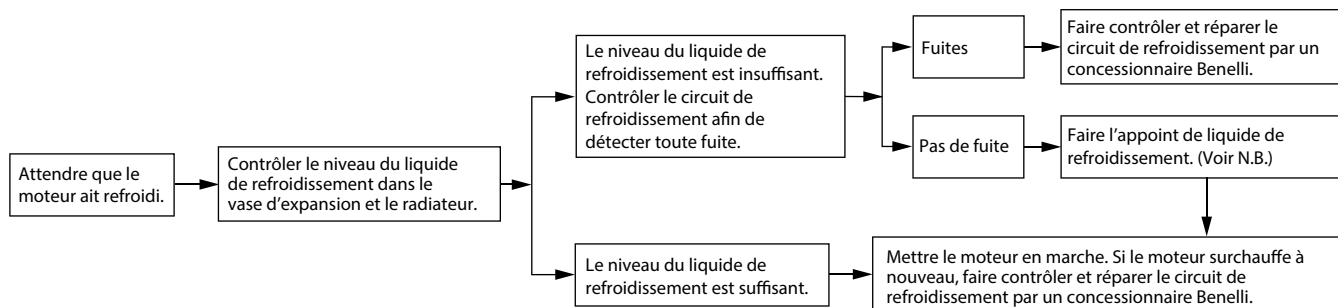 Attendre que le
moteur ait refroidi.
Contrôler le niveau du liquide
de refroidissement dans le
vase d'expansion et le radiateur.
Le niveau du liquide de
refroidissement est insuffisant.
Contrôler le circuit de
refroidissement afin de
détecter toute fuite.
Fuites
Faire contrôler et réparer le
circuit de refroidissement par un
concessionnaire Benelli.
Pas de fuite
Faire l'appoint de liquide de
refroidissement. (Voir N.B.)
Le niveau du liquide de
refroidissement est suffisant.
Mettre le moteur en marche. Si le moteur surchauffe à
nouveau, faire contrôler et réparer le circuit de
refroidissement par un concessionnaire Benelli.